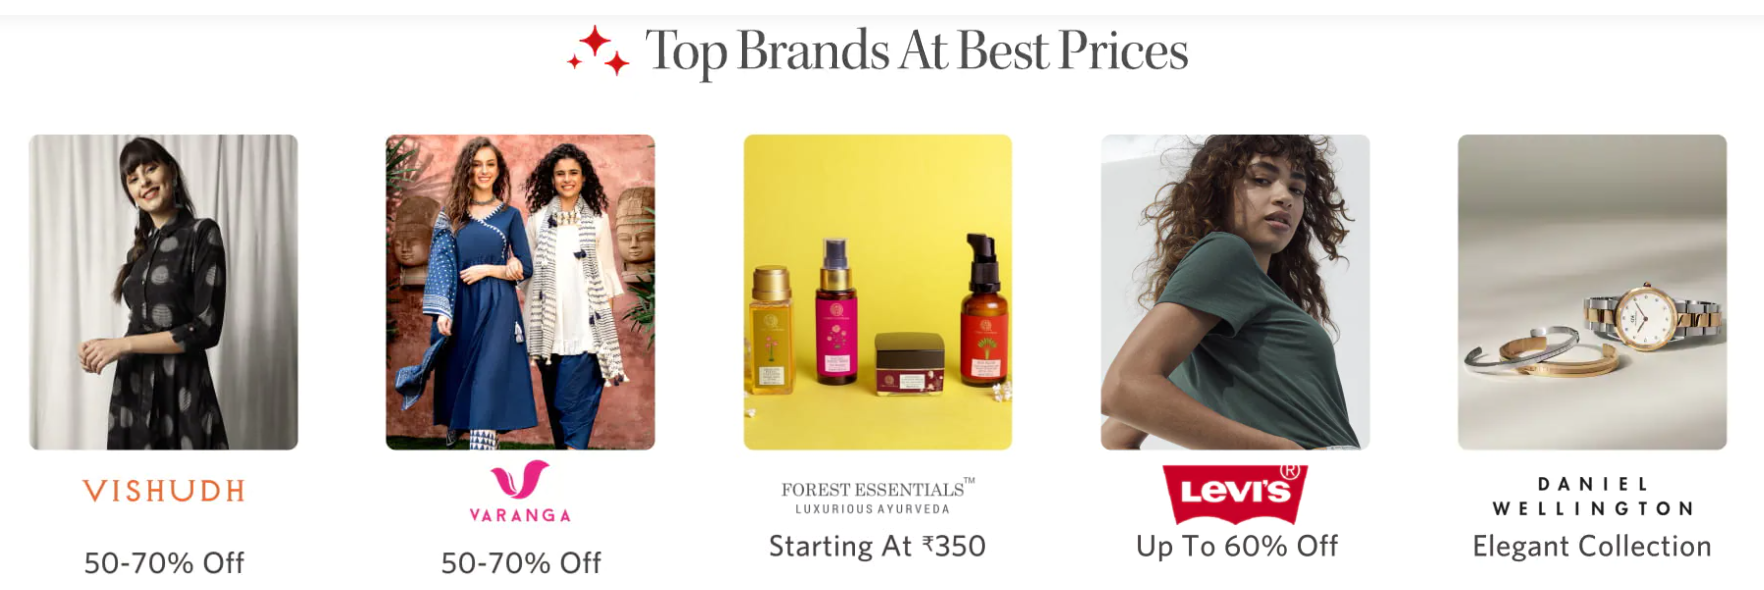 Top Brands At Best Prices
VISHUDH
50-70% Off
VARANGA
50-70% Off
FOREST ESSENTIALS™
LUXURIOUS AYURVEDA
Starting At ₹350
Levi's®
Up To 60% Off
DANIEL
WELLINGTON
Elegant Collection